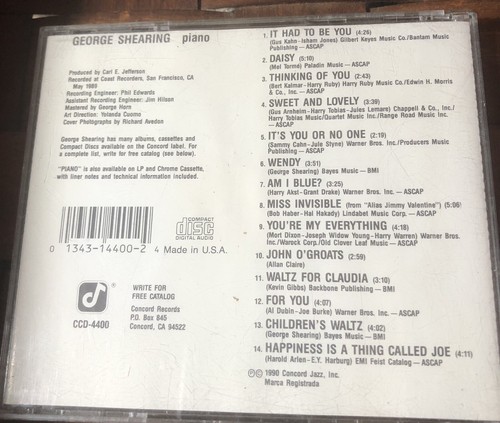 GEORGE SHEARING piano
Produced by Carl E. Jefferson
Recorded at Coast Recorders, San Francisco, CA
May 1989
Recording Engineer: Phil Edwards
Assistant Recording Engineer: Jim Hilson
Mastered by George Horn
Art Direction: Yolanda Cuomo
Cover Photographs by Richard Avedon
George Shearing has many albums, cassettes and
Compact Discs available on the Concord label. For
a complete list, write for free catalog (see below).
"PIANO" is also available on LP and Chrome Cassette,
with liner notes and technical information included.
0 13431-4400-2 4
COMPACT
disc
DIGITAL AUDIO
Made in U.S.A.
CCD-4400
WRITE FOR
FREE CATALOG
Concord Records
P.O. Box 845
Concord, CA 94522
1. IT HAD TO BE YOU (4:26)
(Gus Kahn-Isham Jones) Gilbert Keyes Music Co./Bantam Music
Publishing — ASCAP
2. DAISY (5:10)
(Mel Tormé) Paladin Music — ASCAP
3. THINKING OF YOU (2:43)
(Bert Kalmar-Harry Ruby) Harry Ruby Music Co./Edwin H. Morris
& Co., Inc. — ASCAP
4. SWEET AND LOVELY (3:39)
(Gus Arnheim-Harry Tobias-Jules Lemare) Chappell & Co., Inc./
Harry Tobias Music/Quartet Music Inc./Range Road Music Inc.
— ASCAP
5. IT'S YOU OR NO ONE (2:19)
(Sammy Cahn-Jule Styne) Warner Bros. Inc./Producers Music
Publishing — ASCAP
6. WENDY (3:51)
(George Shearing) Bayes Music — BMI
7. AM I BLUE? (3:25)
(Harry Akst-Grant Drake) Warner Bros. Inc. — ASCAP
8. MISS INVISIBLE (from "Alias Jimmy Valentine") (5:06)
(Bob Haber-Hal Hakady) Lindabet Music Corp. — ASCAP
9. YOU'RE MY EVERYTHING (4:18)
(Mort Dixon-Joseph Widow Young-Harry Warren) Warner Bros.
Inc./Warock Corp./Old Clover Leaf Music — ASCAP
10. JOHN O'GROATS (2:59)
(Allan Claire)
11. WALTZ FOR CLAUDIA (2:30)
(Kevin Gibbs) Backbone Publishing — BMI
12. FOR YOU (4:07)
(Al Dubin-Joe Burke) Warner Bros. Inc. — ASCAP
13. CHILDREN'S WALTZ (4:02)
(George Shearing) Bayes Music — BMI
14. HAPPINESS IS A THING CALLED JOE (4:11)
(Harold Arlen-E.Y. Harburg) EMI Feist Catalog — ASCAP
℗© 1990 Concord Jazz, Inc.
Marca Registrada